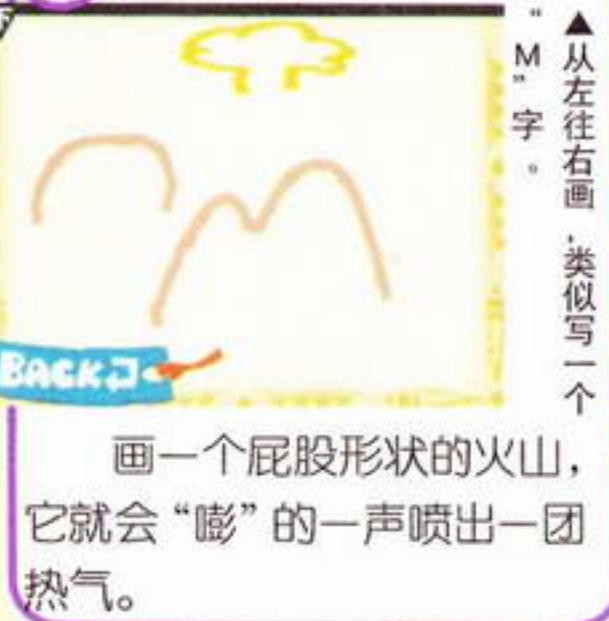 ▲从左往右画，类似写一个
“M”字。
BACK
画一个屁股形状的火山，
它就会“嘭”的一声喷出一团
热气。